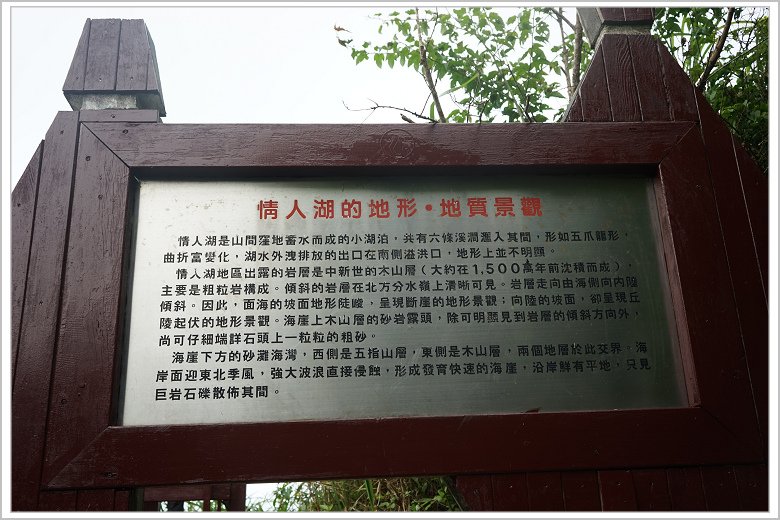 情人湖的地形•地質景觀
情人湖是山間窪地蓄水而成的小湖泊，共有六條溪澗滙入其間，形如五爪龍形，
曲折富變化，湖水外洩排放的出口在兩側溢洪口，地形上並不明顯。
情人湖地區出露的岩層是中新世的木山層（大約在1,500萬年前沈積而成），
主要是粗粒岩構成。傾斜的岩層在北方分水嶺上清晰可見。岩層走向由海側向內陸
傾斜。因此，面海的坡面地形陡峻，呈現斷崖的地形景觀；向陸的坡面，卻呈現丘
陵起伏的地形景觀。海崖上木山層的砂岩露頭，除可明顯見到岩層的傾斜方向外，
尚可仔細端詳石頭上一粒粒的粗砂。
海崖下方的砂灘海灣，西側是五指山層，東側是木山層，兩個地層於此交界。海
岸面迎東北季風，強大波浪直接侵蝕，形成發育快速的海崖，沿岸鮮有平地，只見
巨岩石礫散佈其間。